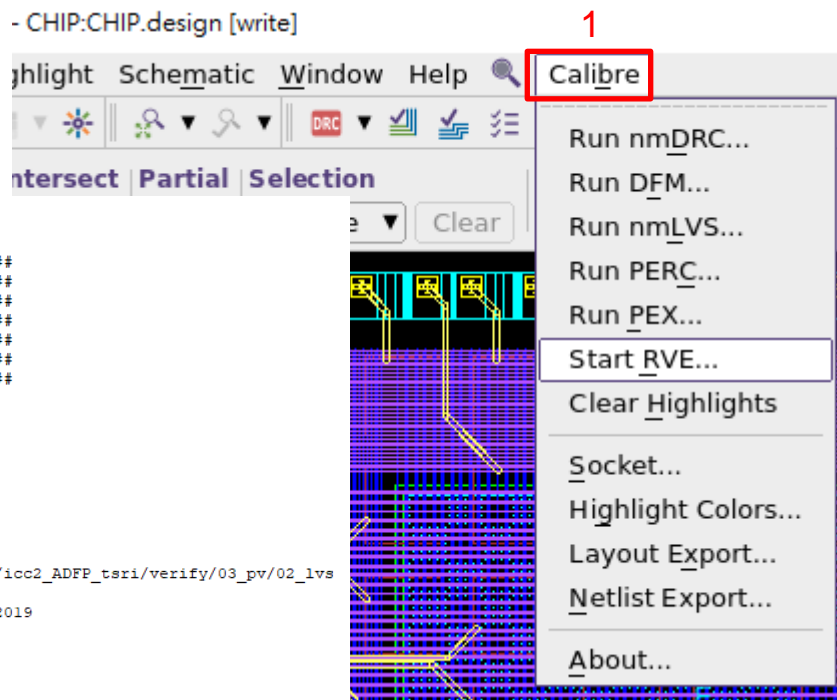 - CHIP:CHIP.design [write]
1
ghlight Schematic Window Help Calibre
DRC
ntersect | Partial | Selection
e Clear
##
##
##
##
##
##
##
/icc2_ADFP_tsri/verify/03_pv/02_lvs
2019
Run nmDRC...
Run DFM...
Run nmLVS...
Run PERC...
Run PEX...
Start RVE...
Clear Highlights
Socket...
Highlight Colors...
Layout Export...
Netlist Export...
About...